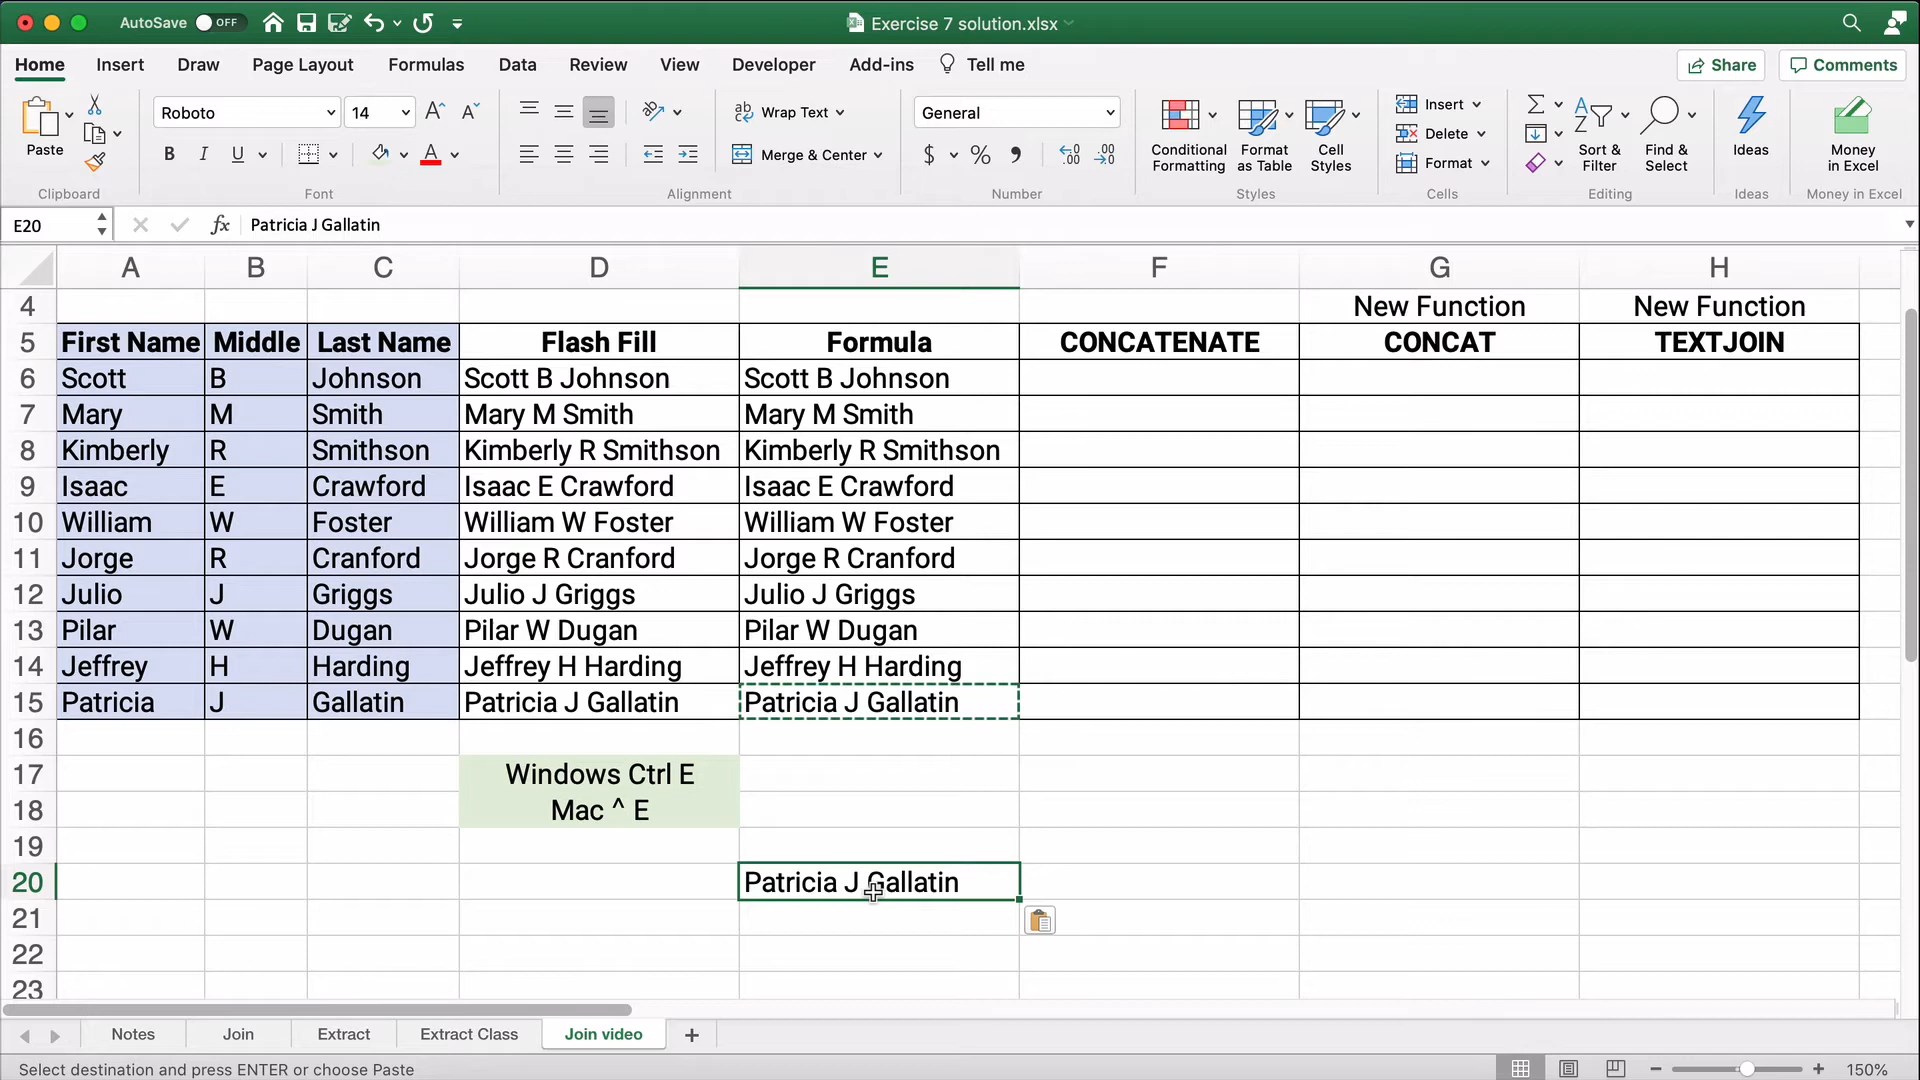 AutoSave OFF
Exercise 7 solution.xlsx
Home Insert Draw Page Layout Formulas Data Review View Developer Add-ins Tell me Share Comments
Paste
Roboto 14
B I U A
ab Wrap Text
Merge & Center
General
$ % .00 .0
Conditional Formatting
Format as Table
Cell Styles
Insert
Delete
Format
Sort & Filter
Find & Select
Ideas
Money in Excel
Clipboard Font Alignment Number Styles Cells Editing Ideas Money in Excel
E20 fx Patricia J Gallatin
A B C D E F G H
4 New Function New Function
5 First Name Middle Last Name Flash Fill Formula CONCATENATE CONCAT TEXTJOIN
6 Scott B Johnson Scott B Johnson Scott B Johnson
7 Mary M Smith Mary M Smith Mary M Smith
8 Kimberly R Smithson Kimberly R Smithson Kimberly R Smithson
9 Isaac E Crawford Isaac E Crawford Isaac E Crawford
10 William W Foster William W Foster William W Foster
11 Jorge R Cranford Jorge R Cranford Jorge R Cranford
12 Julio J Griggs Julio J Griggs Julio J Griggs
13 Pilar W Dugan Pilar W Dugan Pilar W Dugan
14 Jeffrey H Harding Jeffrey H Harding Jeffrey H Harding
15 Patricia J Gallatin Patricia J Gallatin Patricia J Gallatin
16
17 Windows Ctrl E
18 Mac ^ E
19
20 Patricia J Gallatin
21
22
23
Notes Join Extract Extract Class Join video +
Select destination and press ENTER or choose Paste 150%